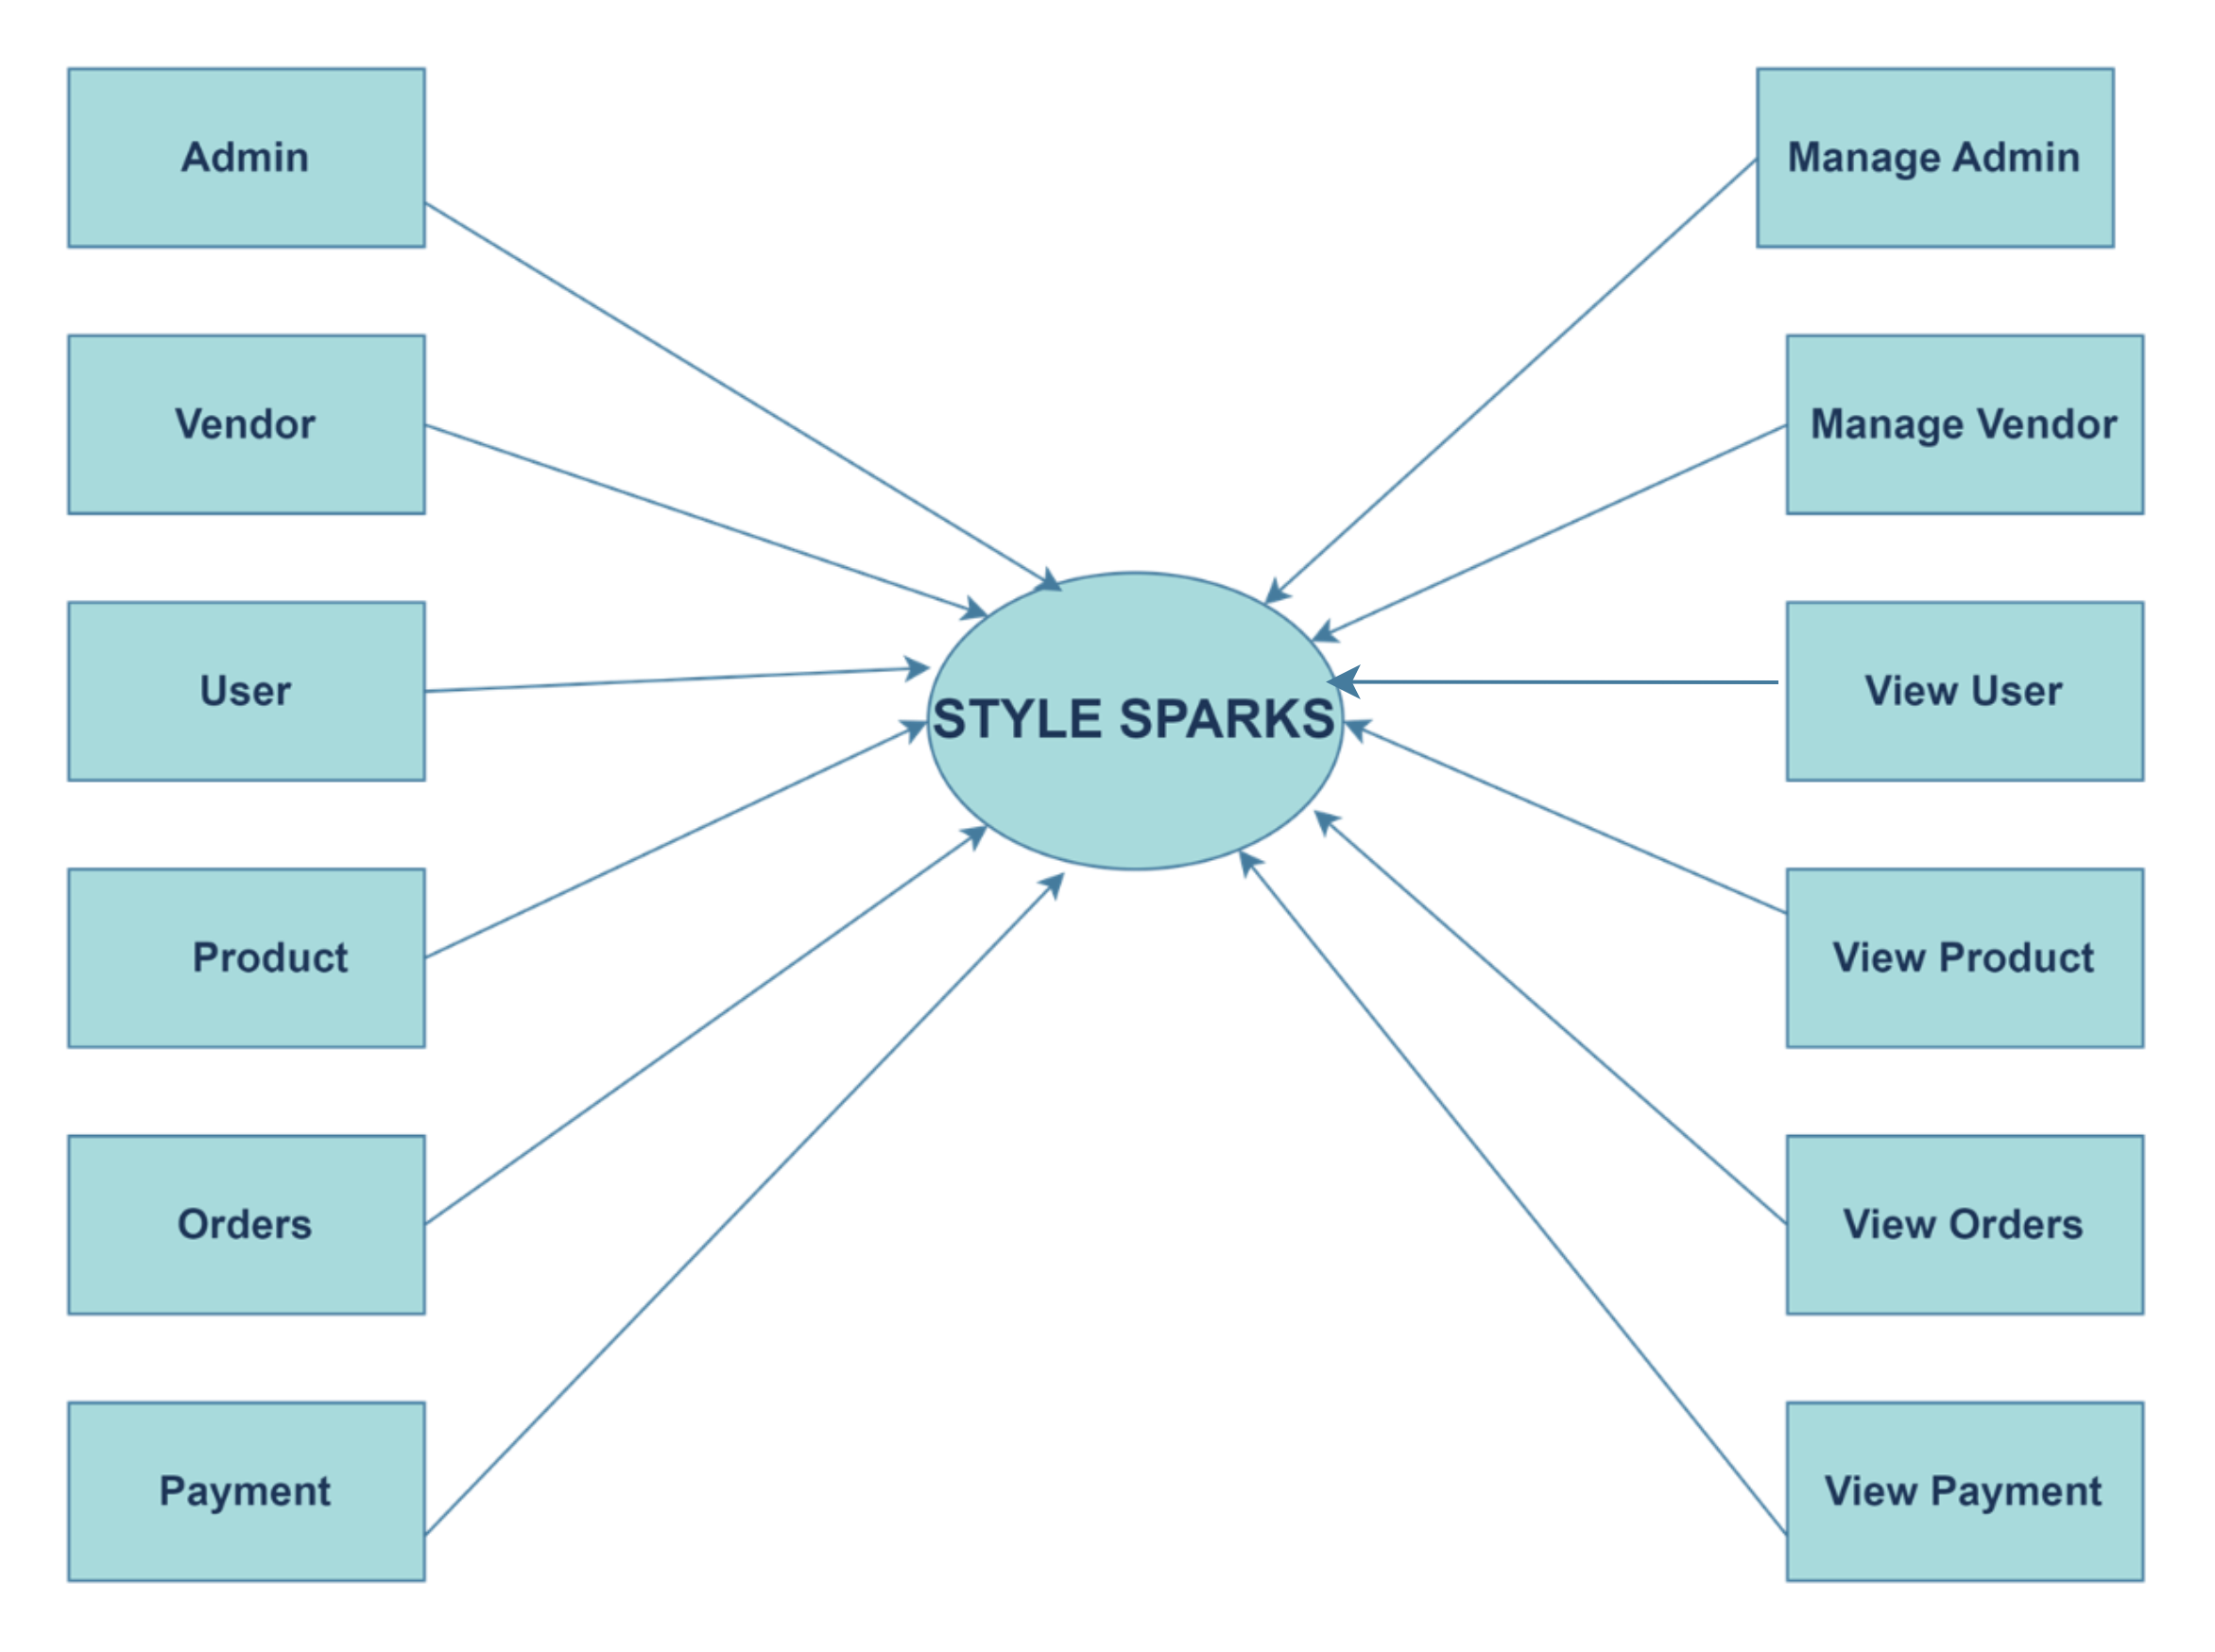 Admin
Manage Admin
Vendor
Manage Vendor
User
View User
STYLE SPARKS
Product
View Product
Orders
View Orders
Payment
View Payment